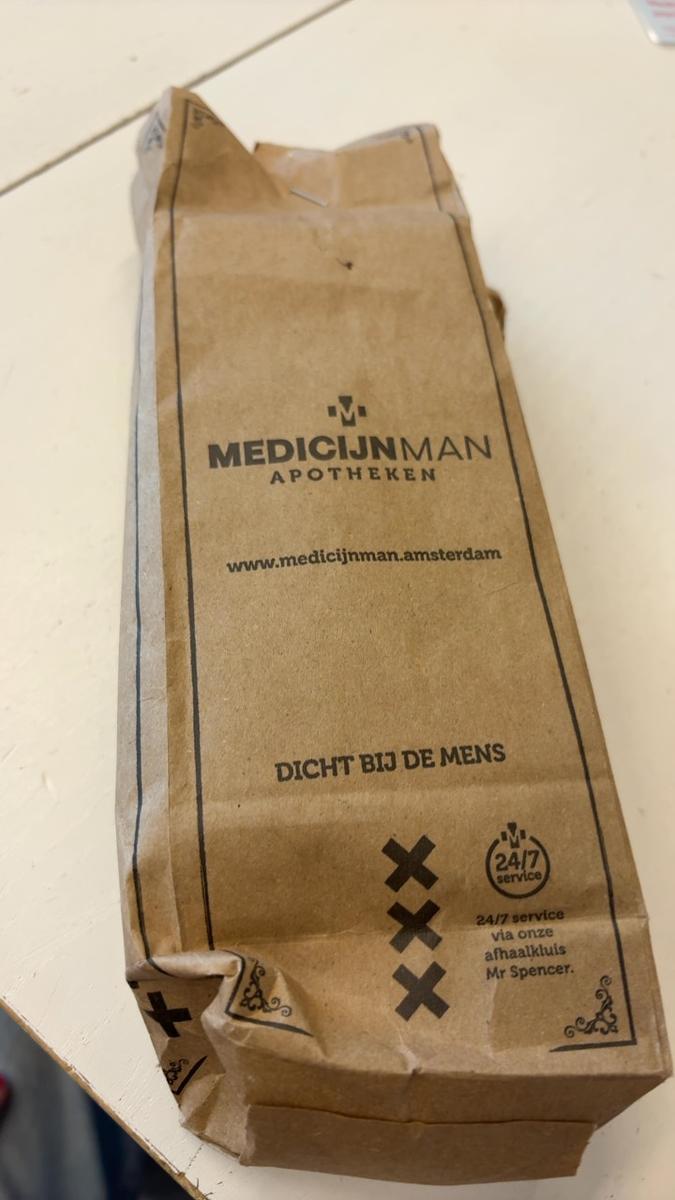 M
MEDICIJNMAN
APOTHEKEN
www.medicijnman.amsterdam
DICHT BIJ DE MENS
M
24/7
service
24/7 service
via onze
afhaalkluis
Mr Spencer.